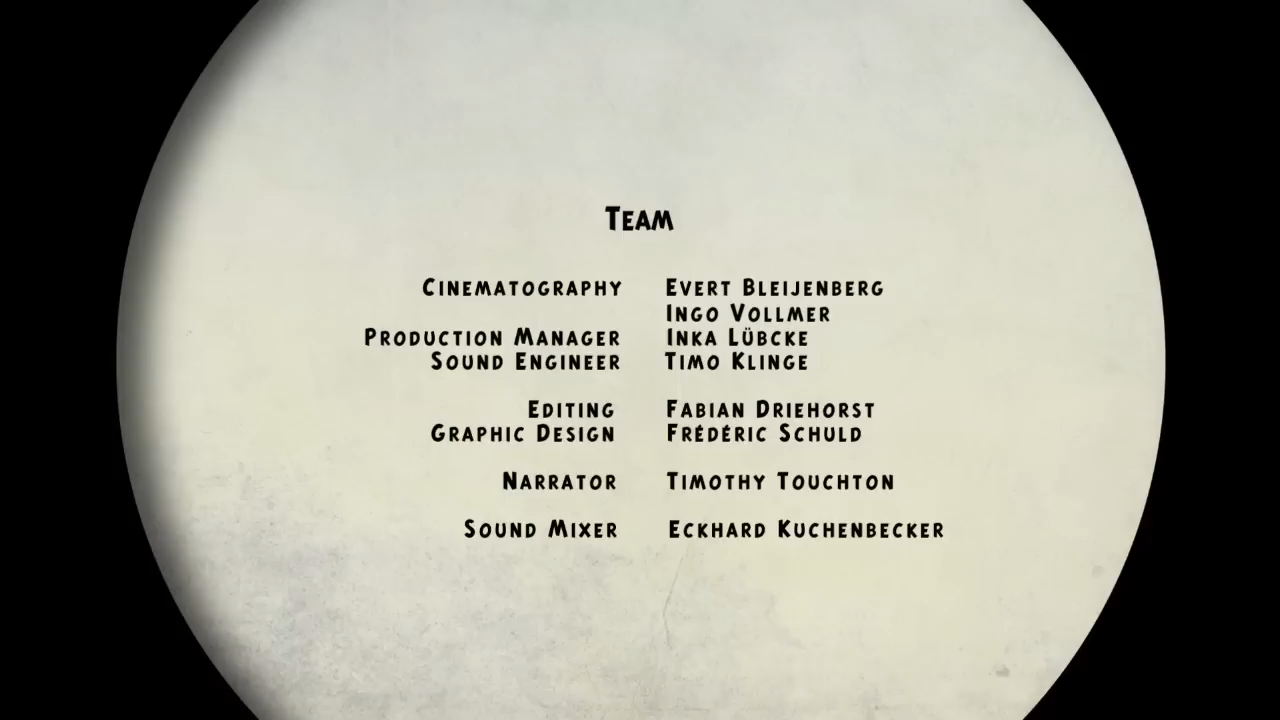 Team
Cinematography Evert Bleijenberg
Ingo Vollmer
Production Manager Inka Lübcke
Sound Engineer Timo Klinge
Editing Fabian Driehorst
Graphic Design Frédéric Schuld
Narrator Timothy Touchton
Sound Mixer Eckhard Kuchenbecker